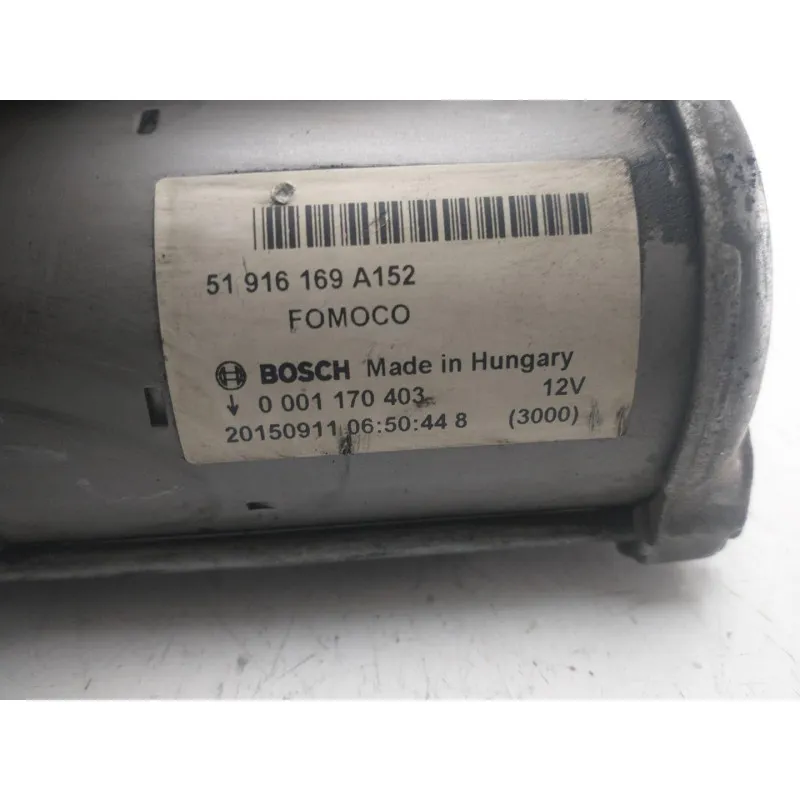 51 916 169 A152
FOMOCO
BOSCH Made in Hungary
↓ 0 001 170 403 12V
20150911 06:50:44 8 (3000)